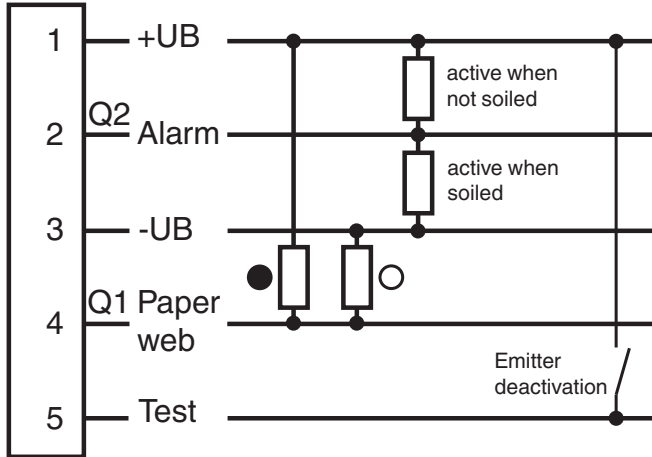 1 +UB
active when
not soiled
Q2
2 Alarm
active when
soiled
3 -UB
Q1 Paper
4 web
Emitter
deactivation
5 Test